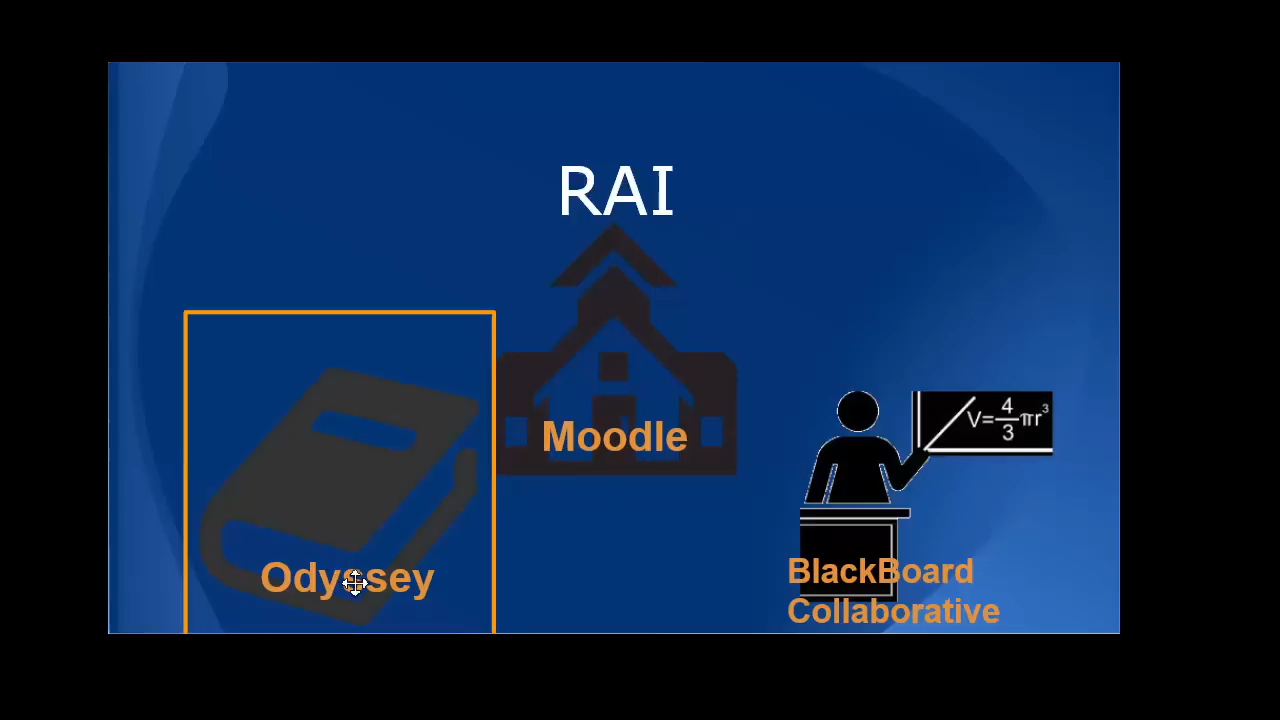 RAI
V=4/3πr³
Moodle
Odyssey
BlackBoard
Collaborative